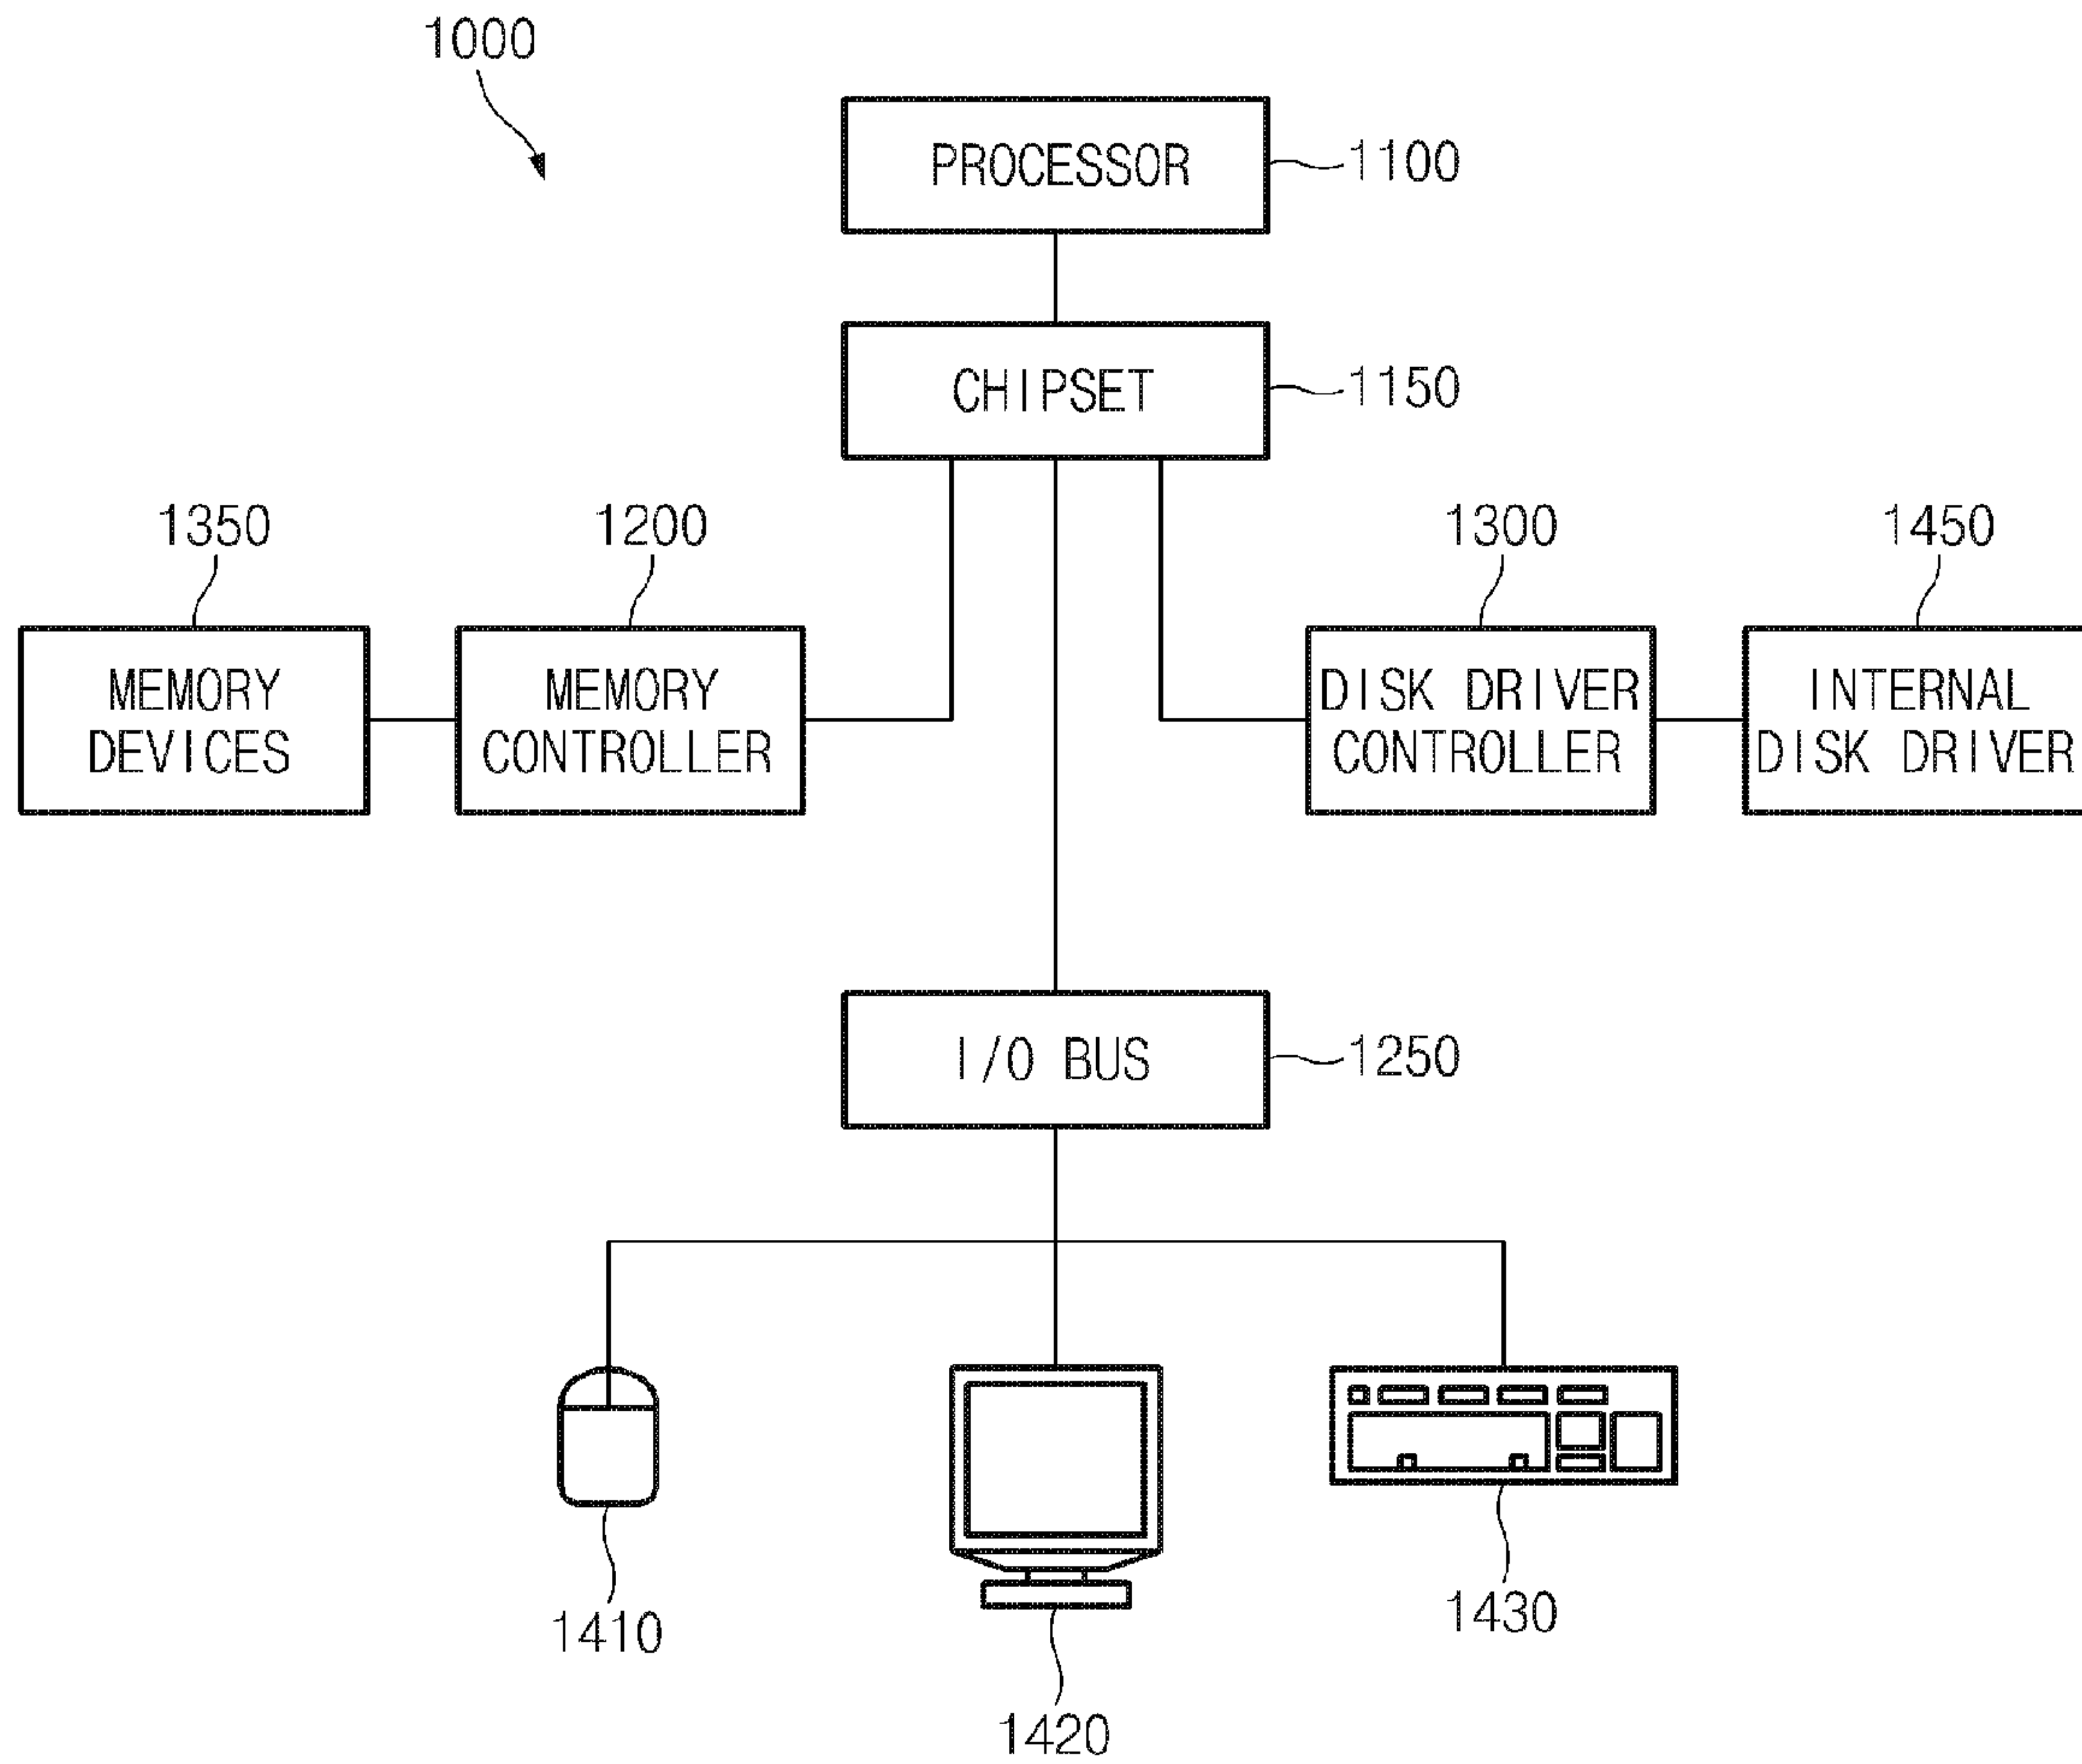 1000
PROCESSOR
1100
CHIPSET
1150
1350
1200
1300
1450
MEMORY
DEVICES
MEMORY
CONTROLLER
DISK DRIVER
CONTROLLER
INTERNAL
DISK DRIVER
I/O BUS
1250
1410
1420
1430